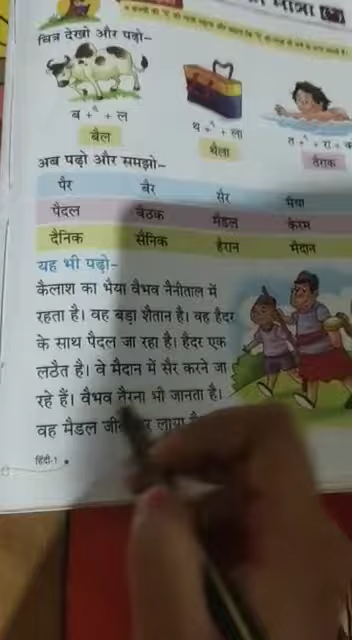 मात्रा
चित्र देखो और पढ़ो–
ब + ै + ल
थ + ै + ला
त + ै + रा + क
बैल
थैला
तैराक
अब पढ़ो और समझो–
पैर बैर सैर भैया
पैदल बैठक मैडल कैरम
दैनिक सैनिक हैरान मैदान
यह भी पढ़ो–
कैलाश का भैया वैभव नैनीताल में
रहता है। वह बड़ा शैतान है। वह हैदर
के साथ पैदल जा रहा है। हैदर एक
लठैत है। वे मैदान में सैर करने जा
रहे हैं। वैभव तैरना भी जानता है।
वह मैडल लाया
हिंदी-1